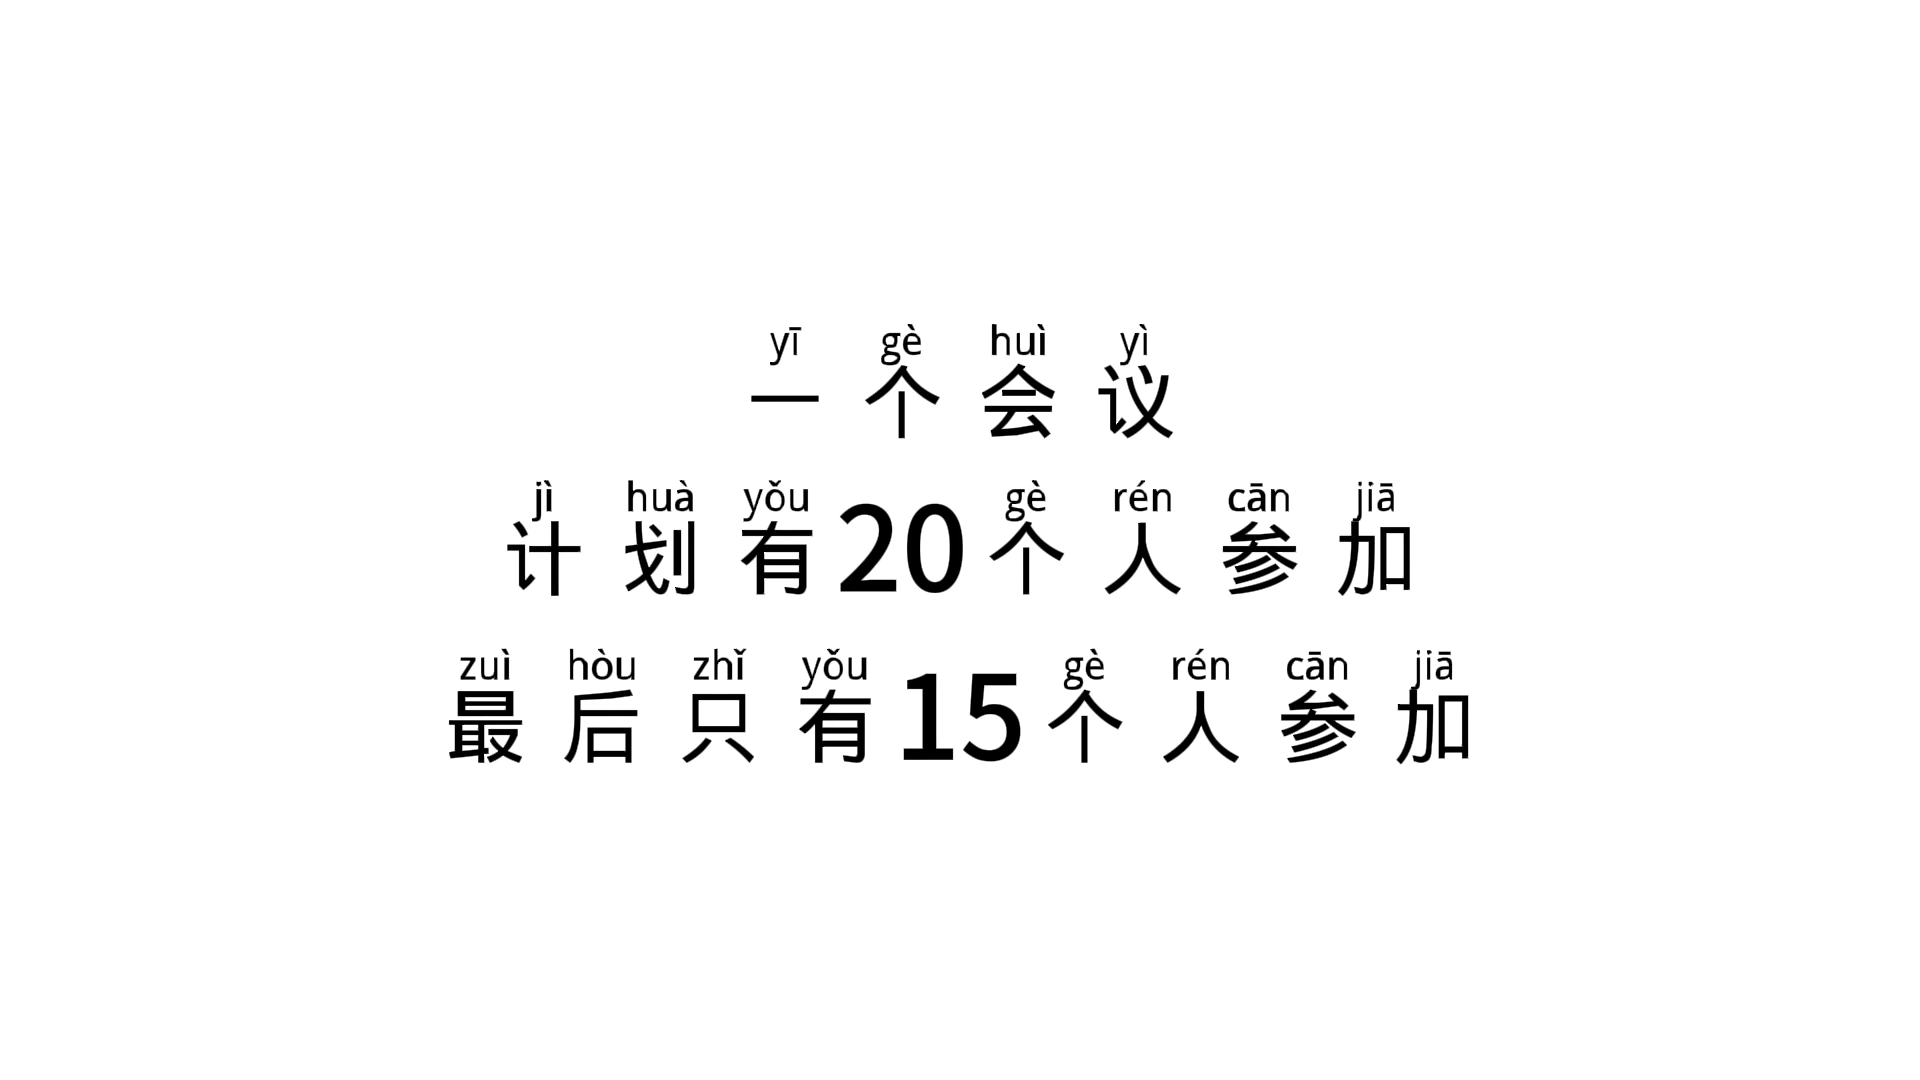 yī gè huì yì
一个会议
jì huà yǒu gè rén cān jiā
计划有20个人参加
zuì hòu zhǐ yǒu gè rén cān jiā
最后只有15个人参加